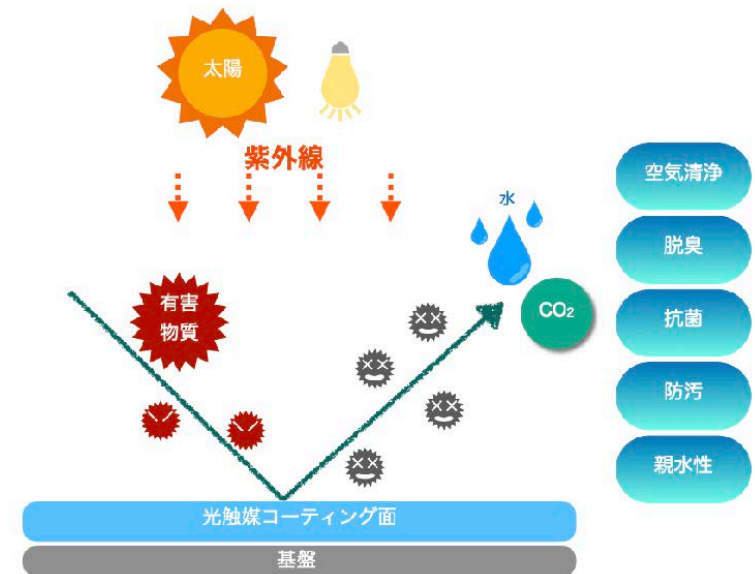 太陽
紫外線
水
有害
物質
CO₂
光触媒コーティング面
基盤
空気清浄
脱臭
抗菌
防汚
親水性